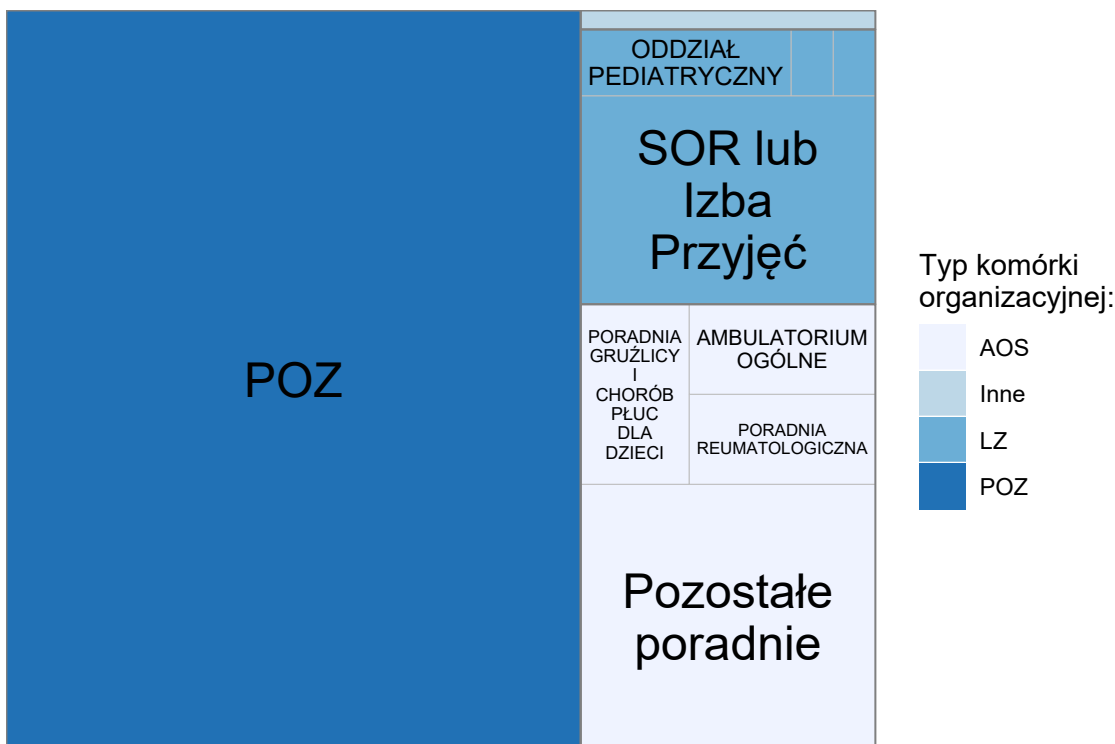 POZ
ODDZIAŁ
PEDIATRYCZNY
SOR lub
Izba
Przyjęć
PORADNIA
GRUŹLICY
I
CHORÓB
PŁUC
DLA
DZIECI
AMBULATORIUM
OGÓLNE
PORADNIA
REUMATOLOGICZNA
Pozostałe
poradnie
Typ komórki
organizacyjnej:
AOS
Inne
LZ
POZ